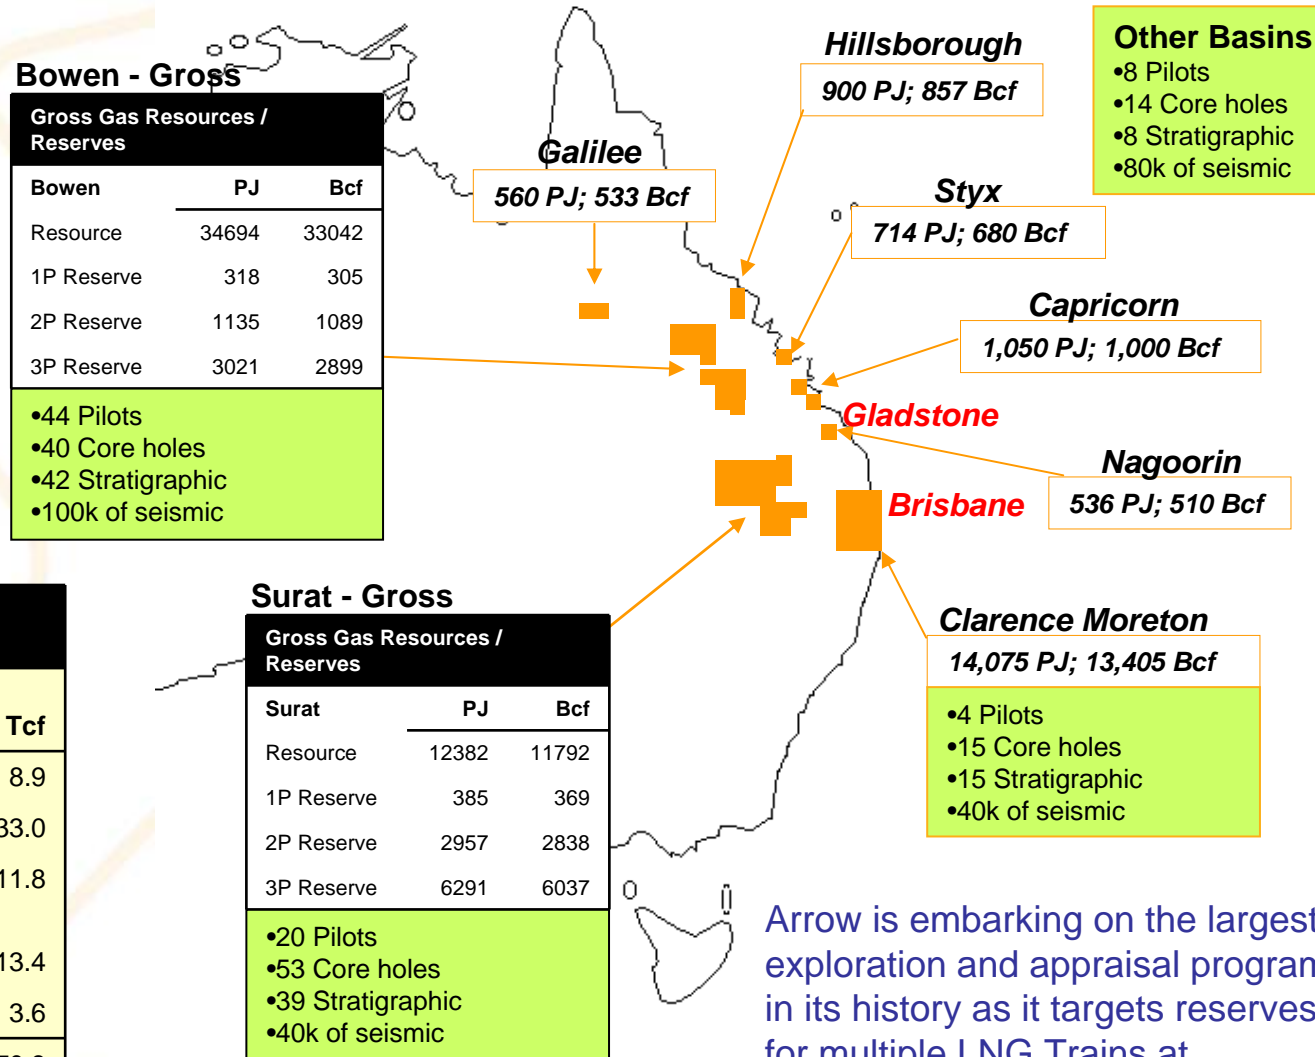 Bowen - Gross
Gross Gas Resources /
Reserves
Bowen PJ Bcf
Resource 34694 33042
1P Reserve 318 305
2P Reserve 1135 1089
3P Reserve 3021 2899
•44 Pilots
•40 Core holes
•42 Stratigraphic
•100k of seismic
Galilee
560 PJ; 533 Bcf
Hillsborough
900 PJ; 857 Bcf
Other Basins
•8 Pilots
•14 Core holes
•8 Stratigraphic
•80k of seismic
Styx
714 PJ; 680 Bcf
Capricorn
1,050 PJ; 1,000 Bcf
Gladstone
Nagoorin
536 PJ; 510 Bcf
Brisbane
Clarence Moreton
14,075 PJ; 13,405 Bcf
•4 Pilots
•15 Core holes
•15 Stratigraphic
•40k of seismic
Tcf
8.9
33.0
11.8
13.4
3.6
Surat - Gross
Gross Gas Resources /
Reserves
Surat PJ Bcf
Resource 12382 11792
1P Reserve 385 369
2P Reserve 2957 2838
3P Reserve 6291 6037
•20 Pilots
•53 Core holes
•39 Stratigraphic
•40k of seismic
Arrow is embarking on the largest
exploration and appraisal program
in its history as it targets reserves
for multiple LNG Trains at